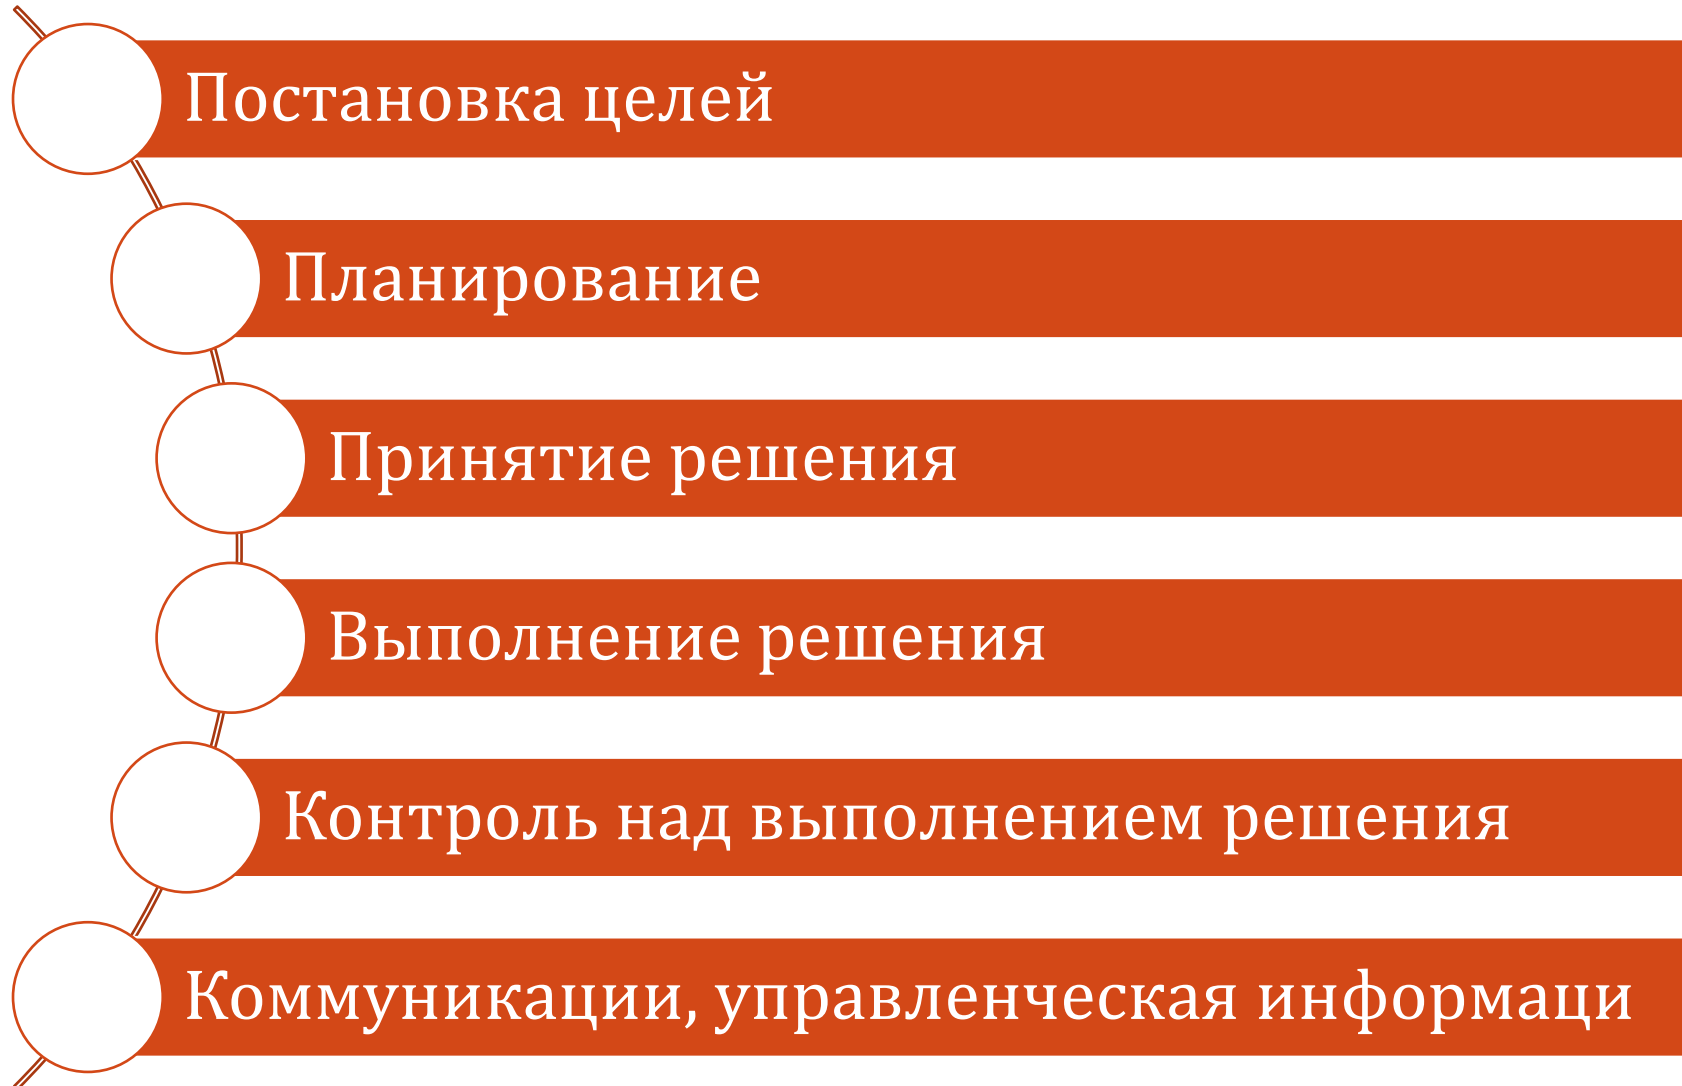 Постановка целей
Планирование
Принятие решения
Выполнение решения
Контроль над выполнением решения
Коммуникации, управленческая информаци